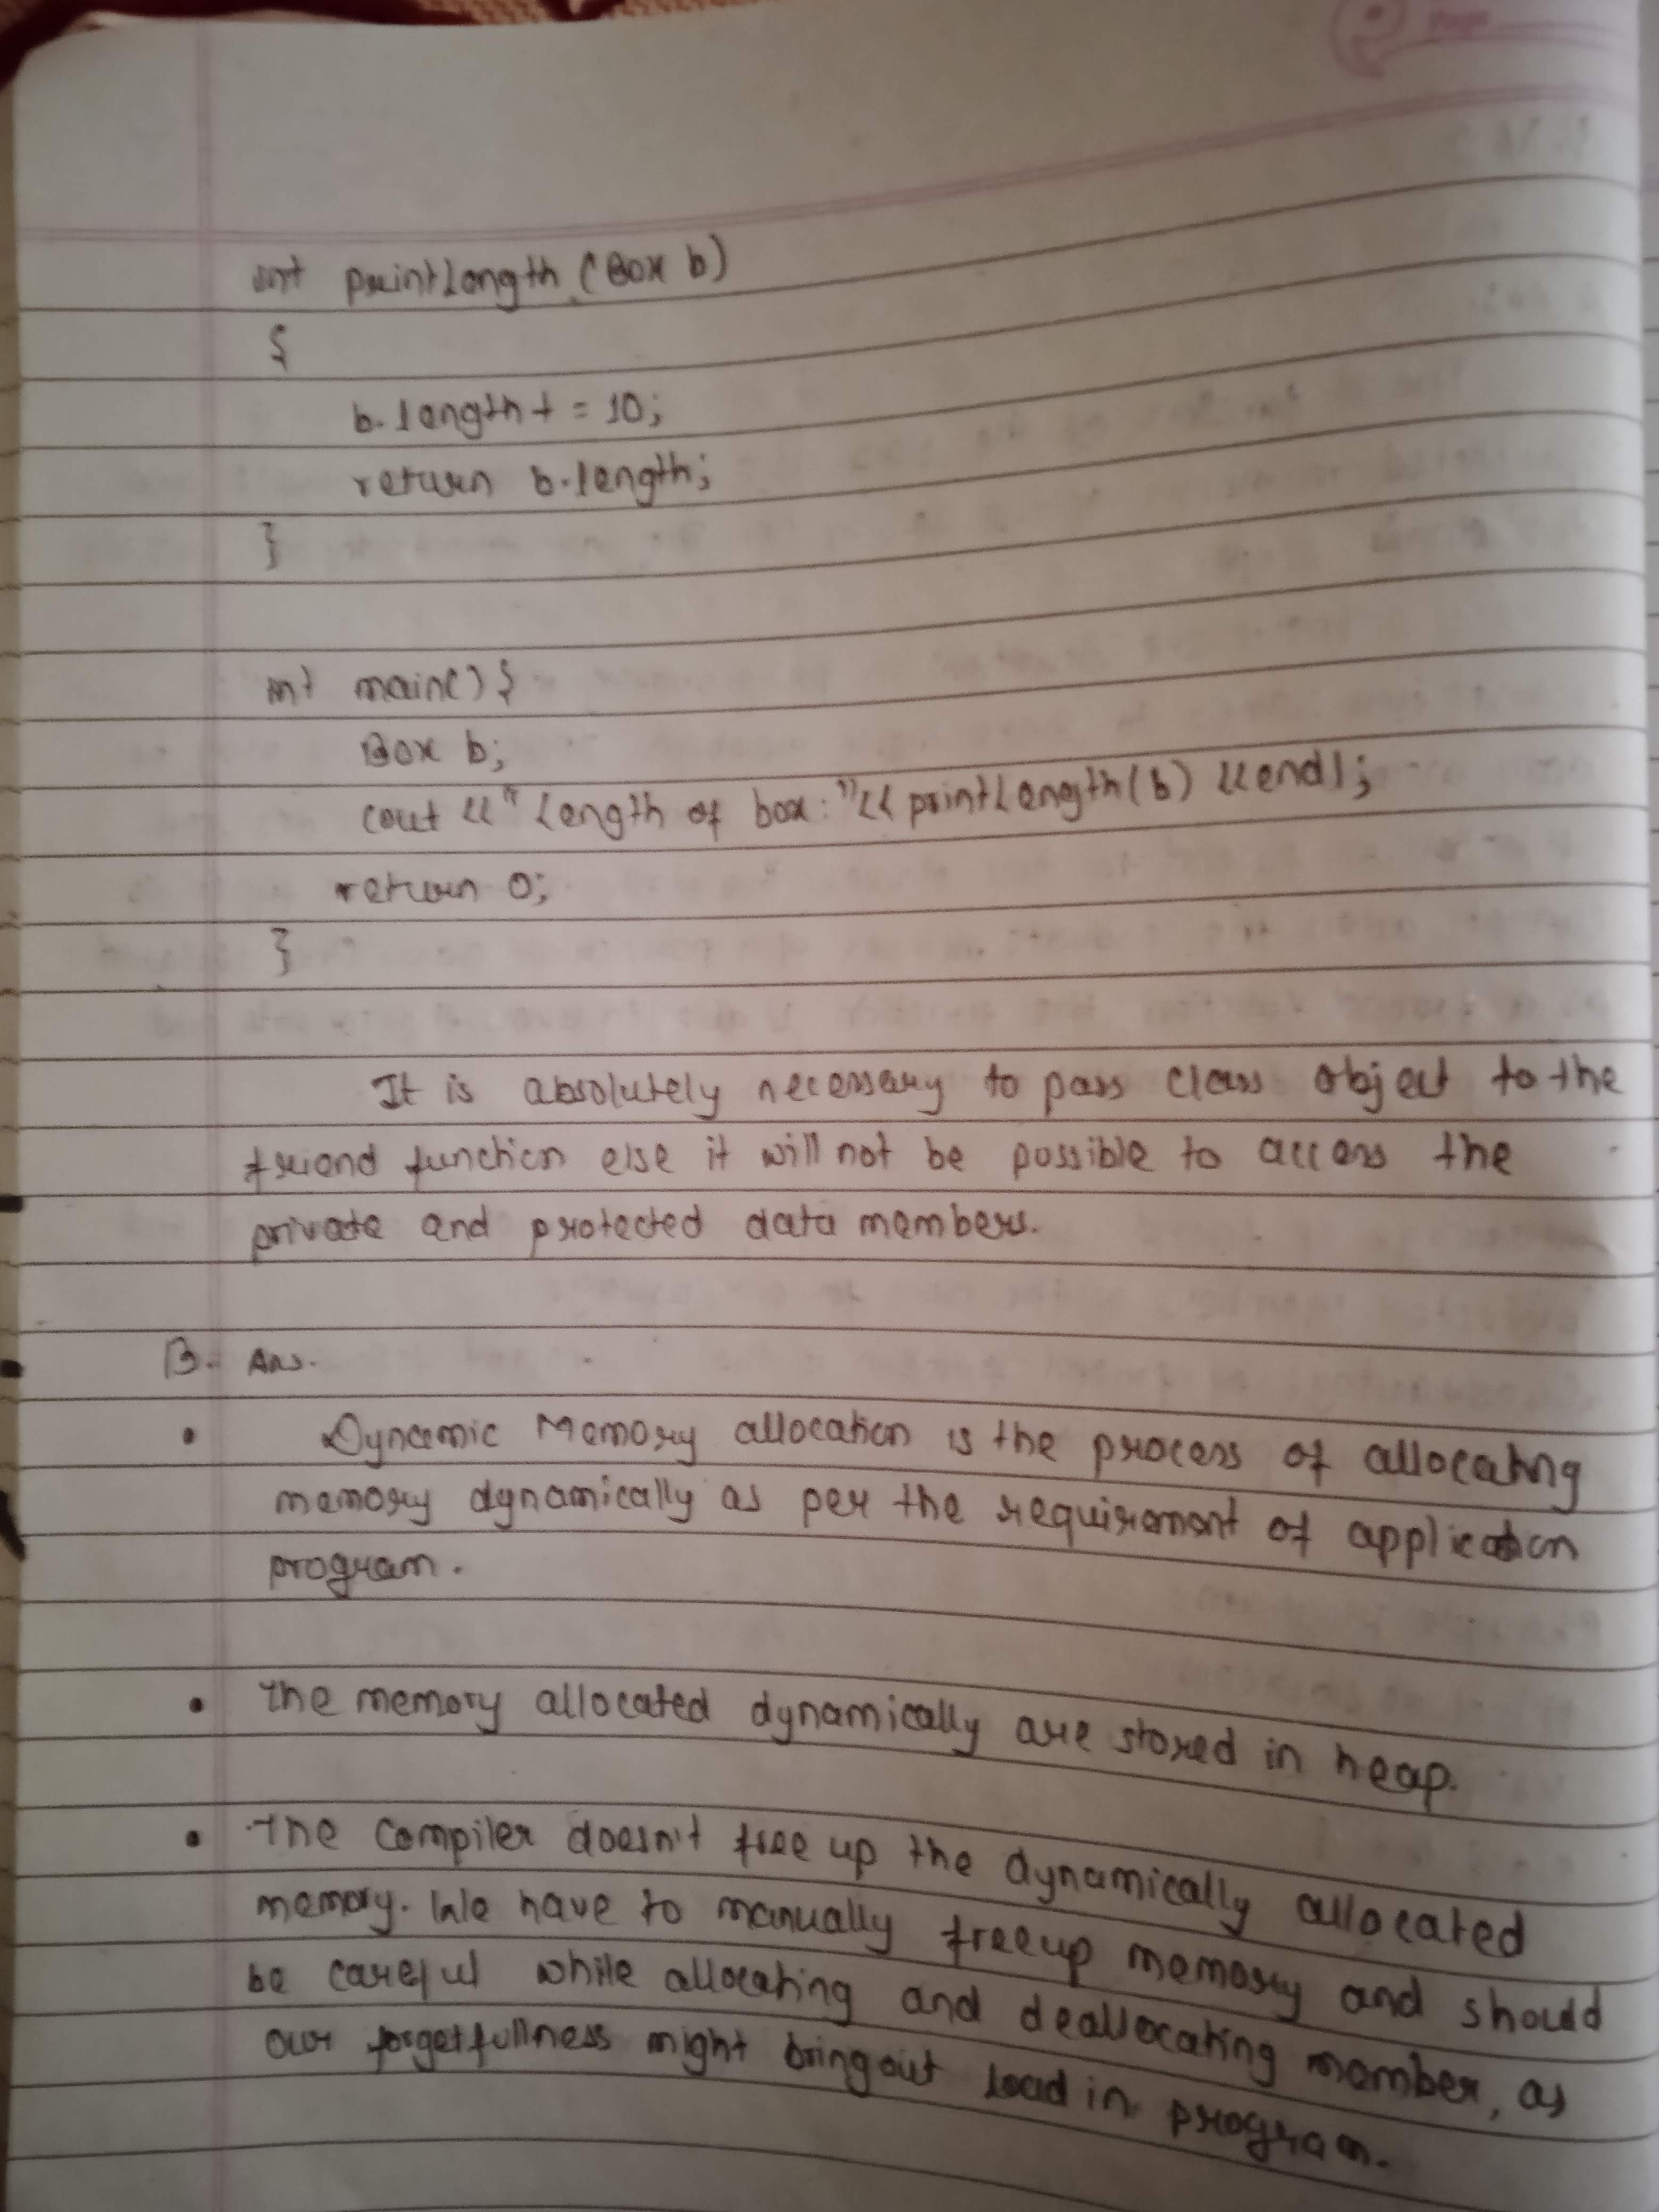 Page
int printLength (Box b)
{
b.length += 10;
return b.length;
}
int main() {
Box b;
cout << "Length of box: "<< printLength(b) <<endl;
return 0;
}
It is absolutely necessary to pass class object to the
friend function else it will not be possible to access the
private and protected data members.
B. Ans.
• Dynamic Memory allocation is the process of allocating
memory dynamically as per the requirement of application
program.
• The memory allocated dynamically are stored in heap.
• The compiler doesn't free up the dynamically allocated
memory. We have to manually freeup memory and should
be careful while allocating and deallocating member, as
our forgetfullness might bring out load in program.